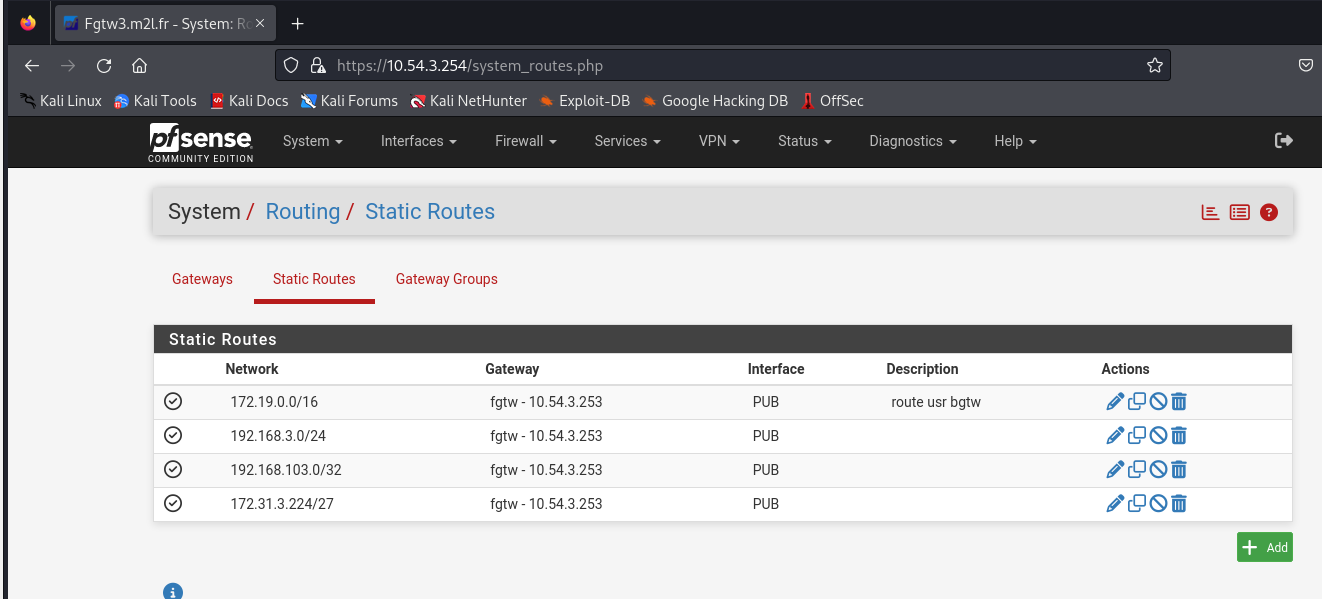 Fgtw3.m2l.fr - System: Ro
https://10.54.3.254/system_routes.php
Kali Linux Kali Tools Kali Docs Kali Forums Kali NetHunter Exploit-DB Google Hacking DB OffSec
pfsense System Interfaces Firewall Services VPN Status Diagnostics Help
COMMUNITY EDITION
System / Routing / Static Routes
Gateways Static Routes Gateway Groups
Static Routes
Network Gateway Interface Description Actions
172.19.0.0/16 fgtw - 10.54.3.253 PUB route usr bgtw
192.168.3.0/24 fgtw - 10.54.3.253 PUB
192.168.103.0/32 fgtw - 10.54.3.253 PUB
172.31.3.224/27 fgtw - 10.54.3.253 PUB
Add